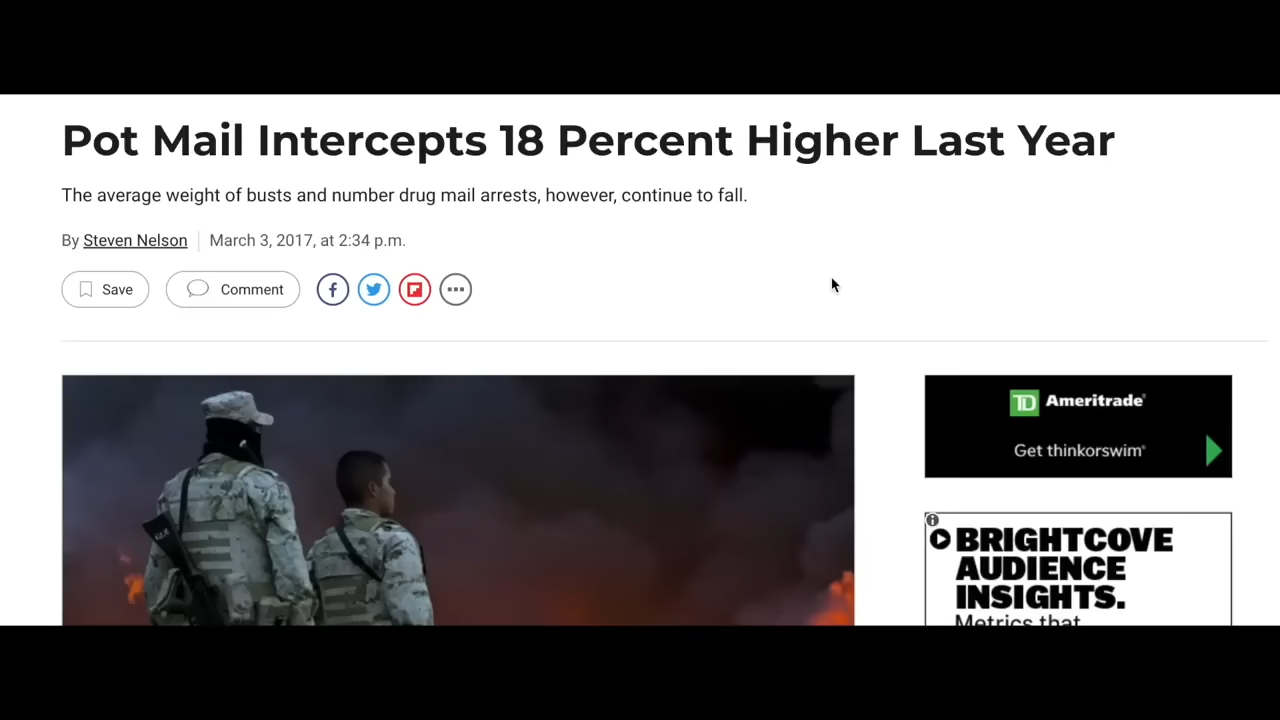 Pot Mail Intercepts 18 Percent Higher Last Year
The average weight of busts and number drug mail arrests, however, continue to fall.
By Steven Nelson March 3, 2017, at 2:34 p.m.
Save Comment
TD Ameritrade
Get thinkorswim®
BRIGHTCOVE
AUDIENCE
INSIGHTS.
Metrics that